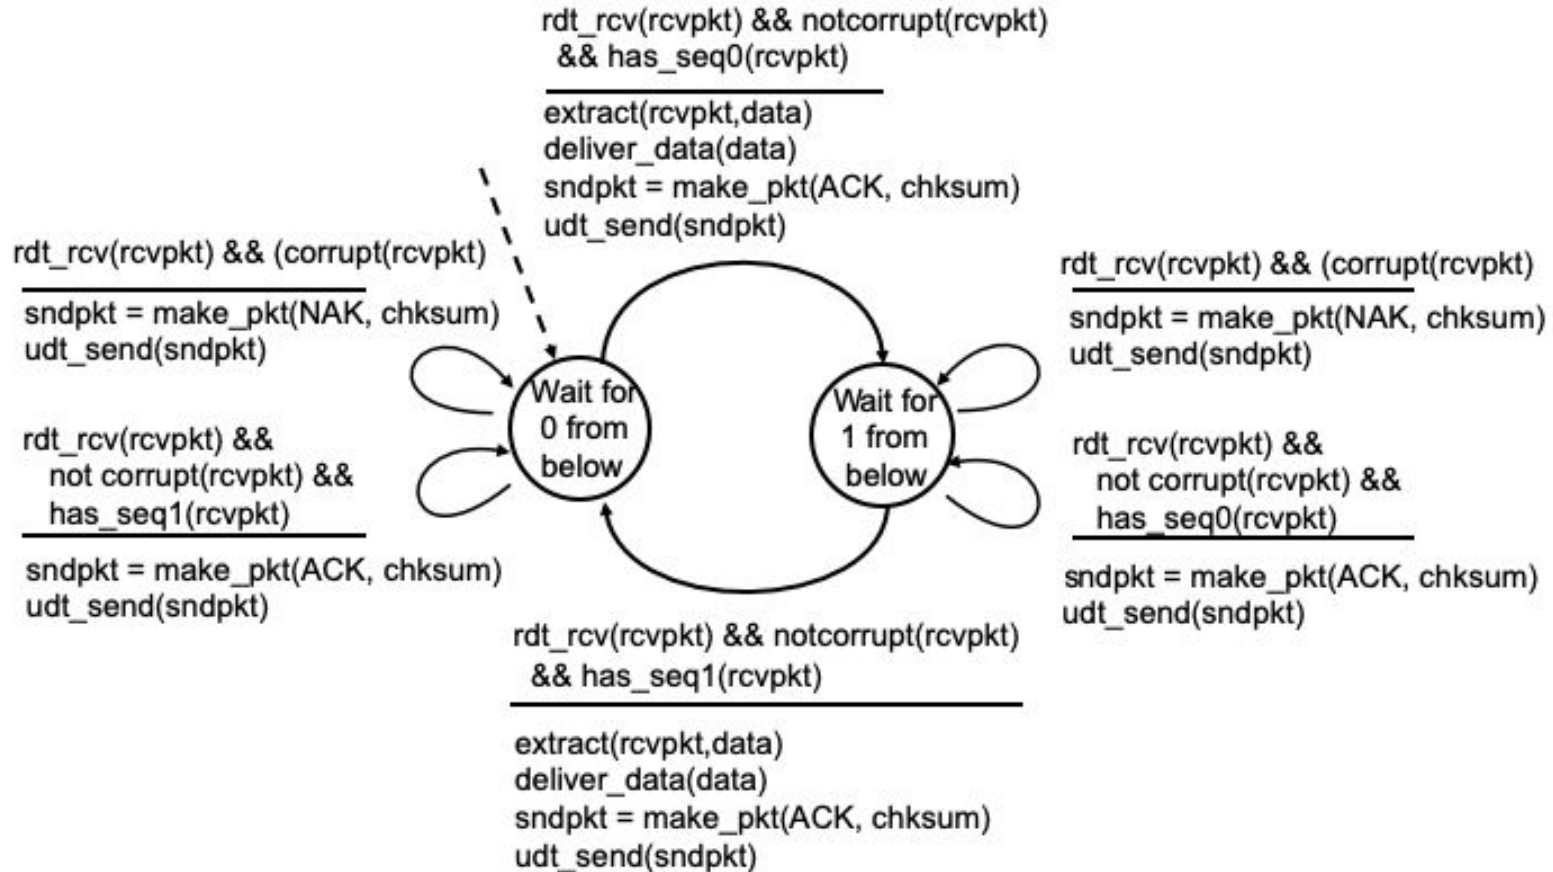 rdt_rcv(rcvpkt) && notcorrupt(rcvpkt)
&& has_seq0(rcvpkt)
extract(rcvpkt,data)
deliver_data(data)
sndpkt = make_pkt(ACK, chksum)
udt_send(sndpkt)
rdt_rcv(rcvpkt) && (corrupt(rcvpkt)
sndpkt = make_pkt(NAK, chksum)
udt_send(sndpkt)
rdt_rcv(rcvpkt) &&
not corrupt(rcvpkt) &&
has_seq1(rcvpkt)
sndpkt = make_pkt(ACK, chksum)
udt_send(sndpkt)
Wait for
0 from
below
Wait for
1 from
below
rdt_rcv(rcvpkt) && (corrupt(rcvpkt)
sndpkt = make_pkt(NAK, chksum)
udt_send(sndpkt)
rdt_rcv(rcvpkt) &&
not corrupt(rcvpkt) &&
has_seq0(rcvpkt)
sndpkt = make_pkt(ACK, chksum)
udt_send(sndpkt)
rdt_rcv(rcvpkt) && notcorrupt(rcvpkt)
&& has_seq1(rcvpkt)
extract(rcvpkt,data)
deliver_data(data)
sndpkt = make_pkt(ACK, chksum)
udt_send(sndpkt)